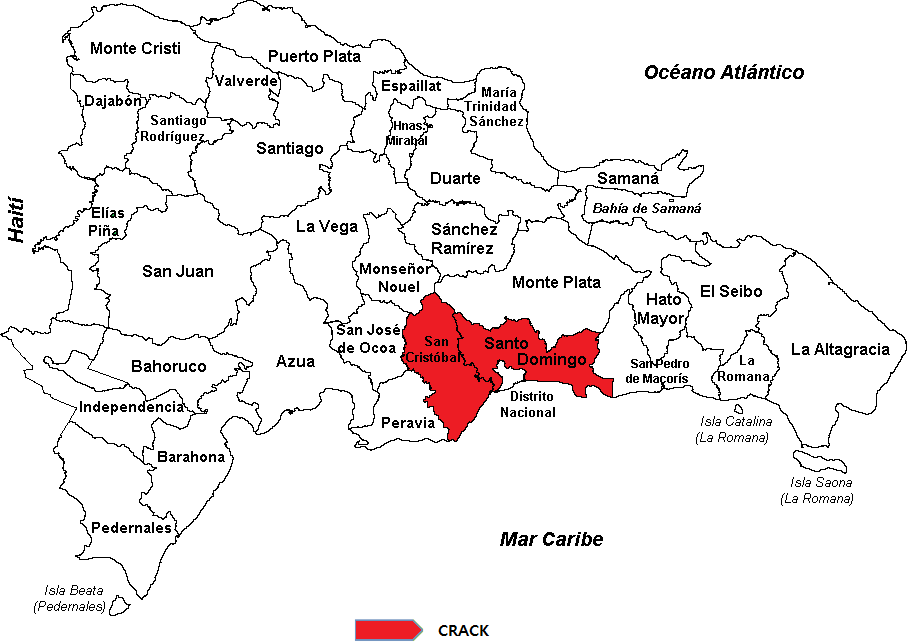 Monte Cristi
Puerto Plata
Océano Atlántico
Valverde
Espaillat
María
Trinidad
Sánchez
Dajabón
Santiago
Rodríguez
Hnas.
Mirabal
Santiago
Duarte
Samaná
Bahía de Samaná
Haití
Elías
Piña
La Vega
Sánchez
Ramírez
San Juan
Monseñor
Nouel
Monte Plata
El Seibo
Hato
Mayor
San José
de Ocoa
San
Cristóbal
Santo
Domingo
La Altagracia
Bahoruco
Azua
San Pedro
de Macorís
La
Romana
Independencia
Peravia
Distrito
Nacional
Isla Catalina
(La Romana)
Barahona
Isla Saona
(La Romana)
Pedernales
Mar Caribe
Isla Beata
(Pedernales)
CRACK